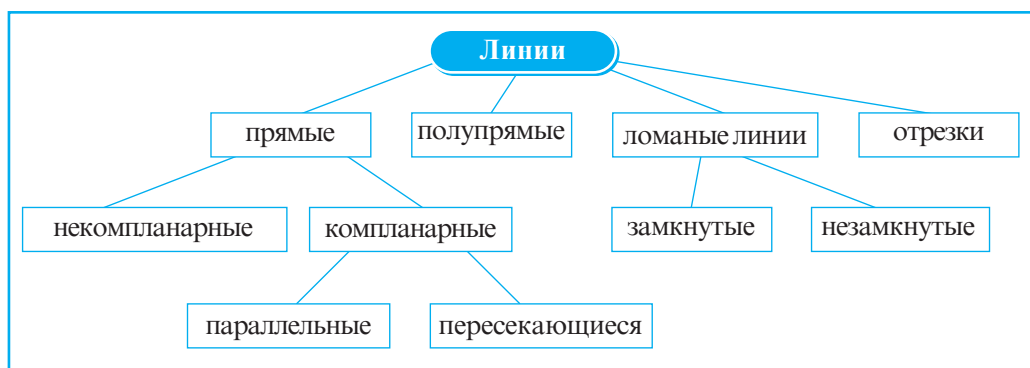 Линии
прямые полупрямые ломаные линии отрезки
некомпланарные компланарные замкнутые незамкнутые
параллельные пересекающиеся